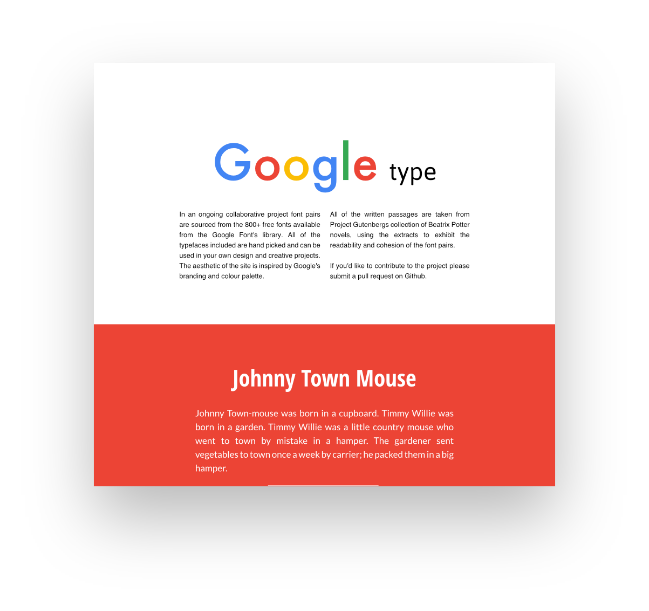 Google type
In an ongoing collaborative project font pairs
are sourced from the 800+ free fonts available
from the Google Font's library. All of the
typefaces included are hand picked and can be
used in your own design and creative projects.
The aesthetic of the site is inspired by Google's
branding and colour palette.
All of the written passages are taken from
Project Gutenbergs collection of Beatrix Potter
novels, using the extracts to exhibit the
readability and cohesion of the font pairs.
If you'd like to contribute to the project please
submit a pull request on Github.
Johnny Town Mouse
Johnny Town-mouse was born in a cupboard. Timmy Willie was
born in a garden. Timmy Willie was a little country mouse who
went to town by mistake in a hamper. The gardener sent
vegetables to town once a week by carrier; he packed them in a big
hamper.